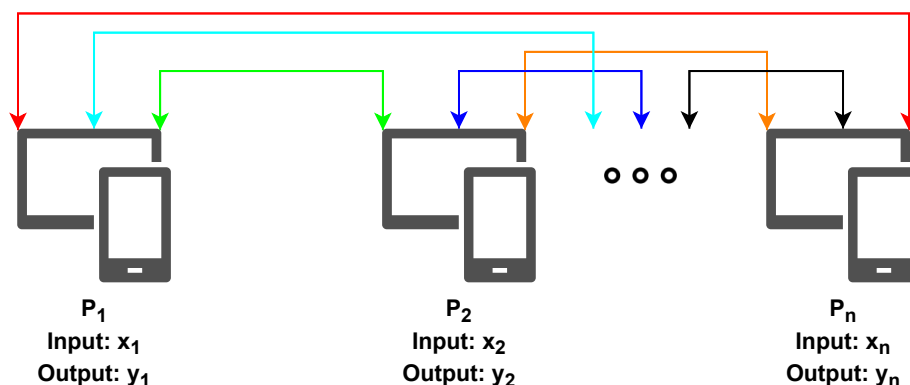 P₁ P₂ Pₙ
Input: x₁ Input: x₂ Input: xₙ
Output: y₁ Output: y₂ Output: yₙ